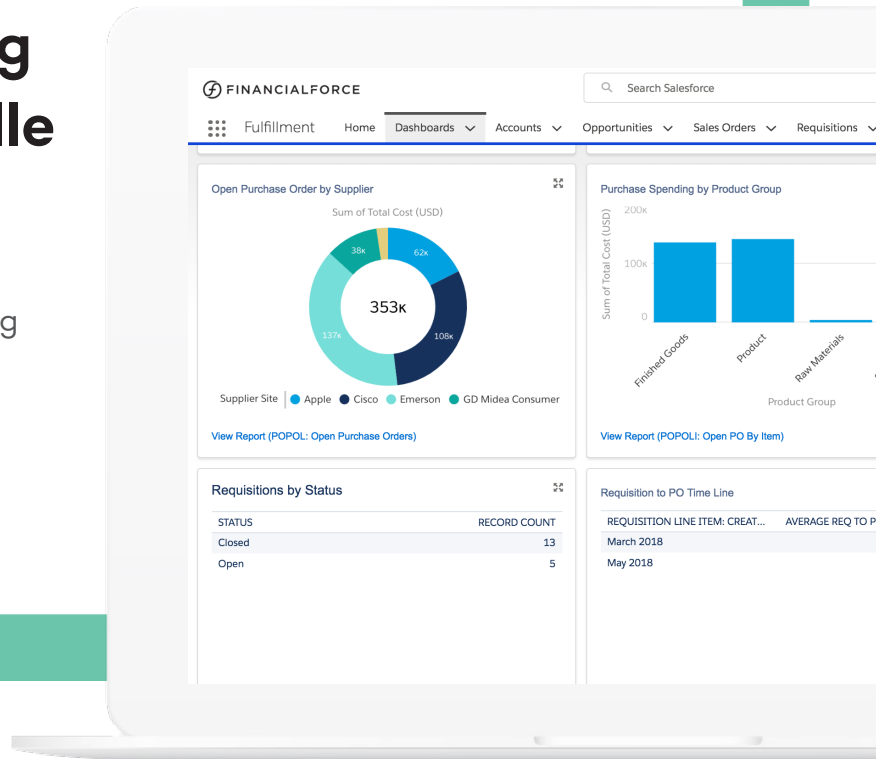 g
lle
g
FINANCIALFORCE
Search Salesforce
Fulfillment Home Dashboards Accounts Opportunities Sales Orders Requisitions
Open Purchase Order by Supplier
Sum of Total Cost (USD)
38K
62K
353K
137K
108K
Supplier Site Apple Cisco Emerson GD Midea Consumer
View Report (POPOL: Open Purchase Orders)
Purchase Spending by Product Group
Sum of Total Cost (USD)
200K
100K
0
Finished Goods
Product
Raw Materials
Product Group
View Report (POPOLI: Open PO By Item)
Requisitions by Status
STATUS RECORD COUNT
Closed 13
Open 5
Requisition to PO Time Line
REQUISITION LINE ITEM: CREAT... AVERAGE REQ TO P
March 2018
May 2018